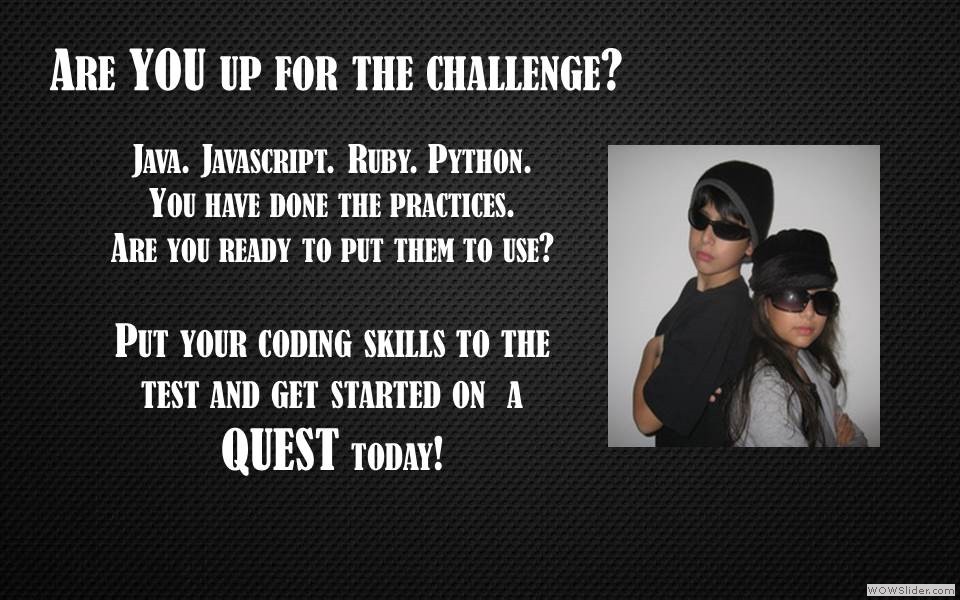 Are YOU up for the challenge?
Java. Javascript. Ruby. Python.
You have done the practices.
Are you ready to put them to use?
Put your coding skills to the
test and get started on a
QUEST today!
WOWSlider.com